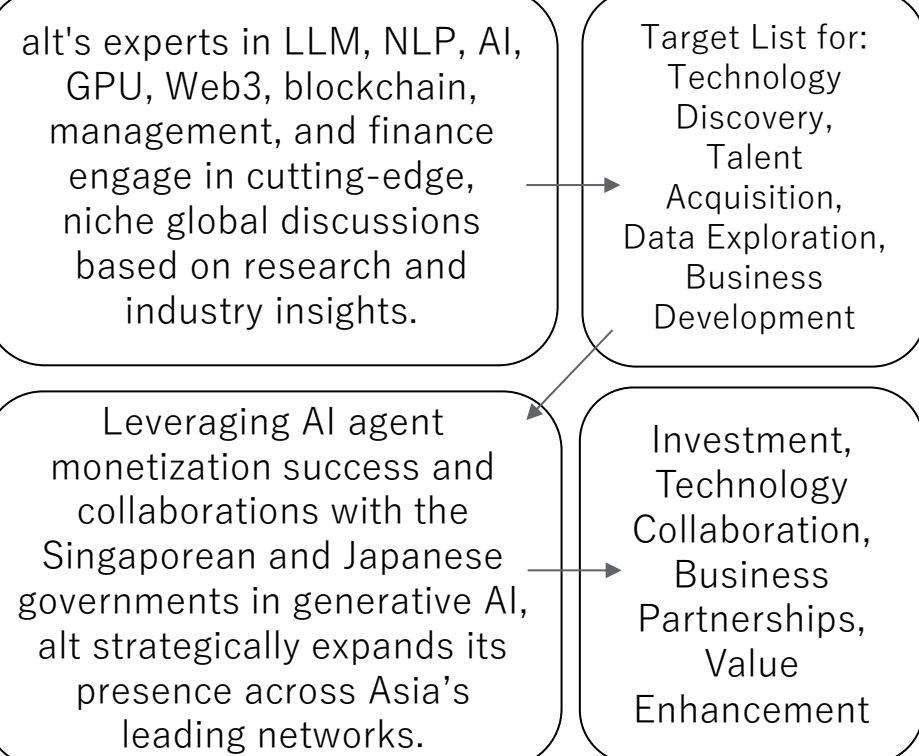 alt's experts in LLM, NLP, AI,
GPU, Web3, blockchain,
management, and finance
engage in cutting-edge,
niche global discussions
based on research and
industry insights.
Target List for:
Technology
Discovery,
Talent
Acquisition,
Data Exploration,
Business
Development
Leveraging AI agent
monetization success and
collaborations with the
Singaporean and Japanese
governments in generative AI,
alt strategically expands its
presence across Asia’s
leading networks.
Investment,
Technology
Collaboration,
Business
Partnerships,
Value
Enhancement